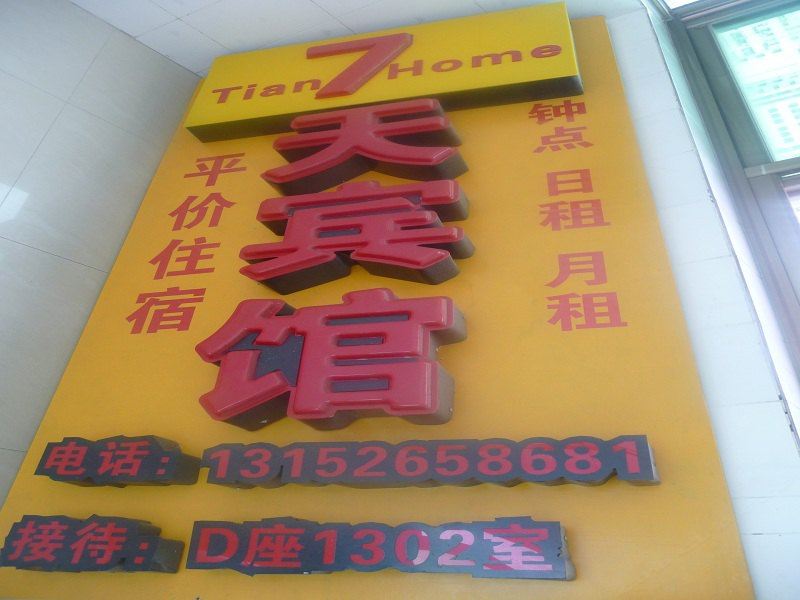 Tian 7 Home
天宾馆
平价住宿
钟点 日租 月租
电话：13152658681
接待：D座1302室